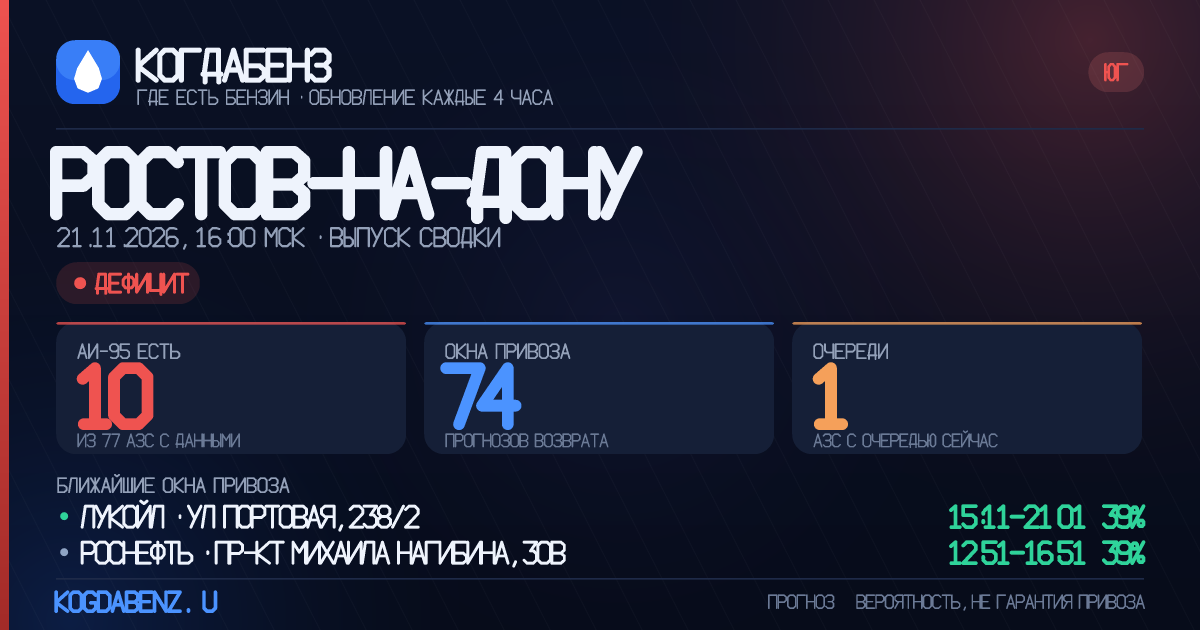 КОГДАБЕНЗ
ГДЕ ЕСТЬ БЕНЗИН · ОБНОВЛЕНИЕ КАЖДЫЕ 4 ЧАСА
ЮГ
РОСТОВ-НА-ДОНУ
21.11.2026, 16:00 МСК · ВЫПУСК СВОДКИ
• ДЕФИЦИТ
АИ-95 ЕСТЬ
10
ИЗ 77 АЗС С ДАННЫМИ
ОКНА ПРИВОЗА
74
ПРОГНОЗОВ ВОЗВРАТА
ОЧЕРЕДИ
1
АЗС С ОЧЕРЕДЬЮ СЕЙЧАС
БЛИЖАЙШИЕ ОКНА ПРИВОЗА
• ЛУКОЙЛ · УЛ ПОРТОВАЯ, 238/2 15:11-21 01 39%
• РОСНЕФТЬ · ПР-КТ МИХАИЛА НАГИБИНА, 30В 12 51-16 51 39%
KOGDABENZ. U
ПРОГНОЗ ВЕРОЯТНОСТЬ, НЕ ГАРАНТИЯ ПРИВОЗА